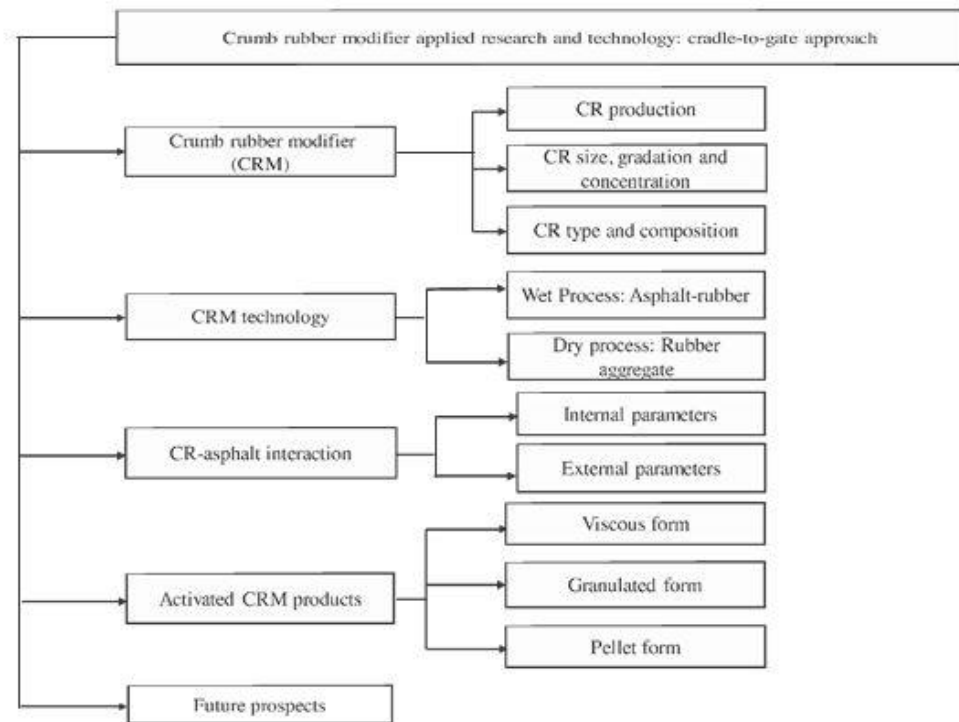 Crumb rubber modifier applied research and technology: cradle-to-gate approach
Crumb rubber modifier
(CRM)
CR production
CR size, gradation and
concentration
CR type and composition
CRM technology
Wet Process: Asphalt-rubber
Dry process: Rubber
aggregate
CR-asphalt interaction
Internal parameters
External parameters
Activated CRM products
Viscous form
Granulated form
Pellet form
Future prospects